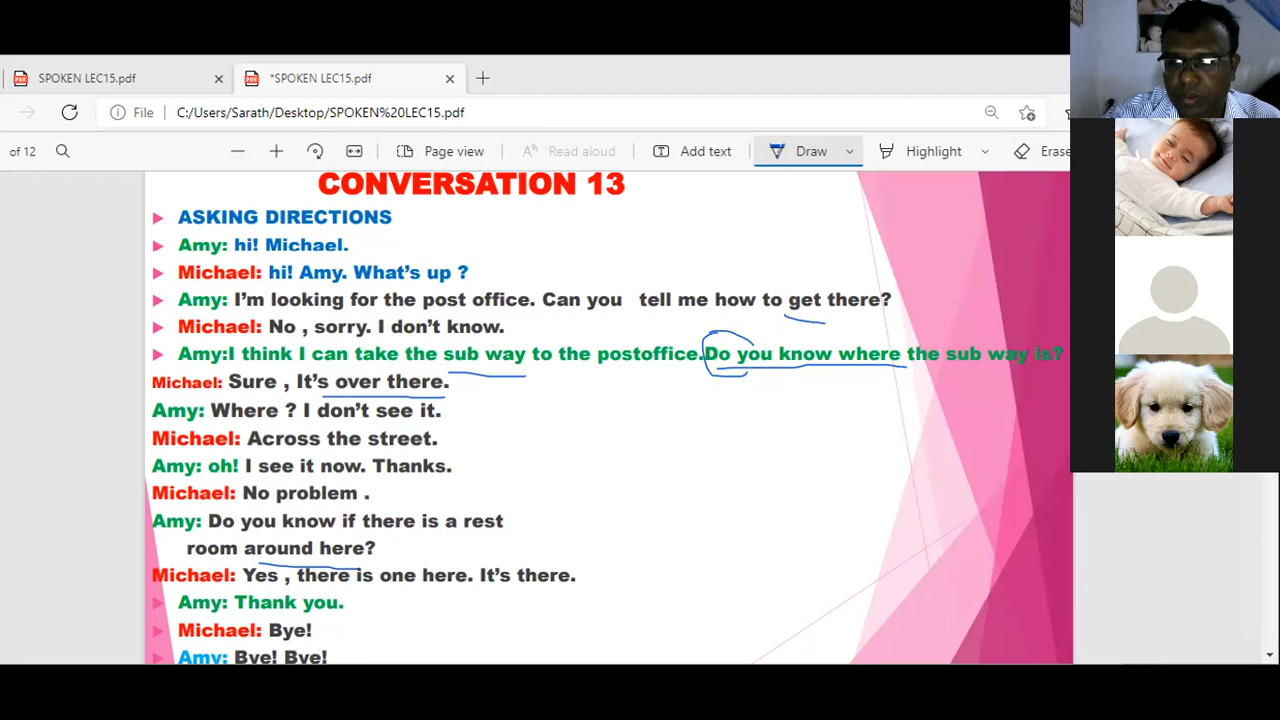 SPOKEN LEC15.pdf
*SPOKEN LEC15.pdf
File C:/Users/Sarath/Desktop/SPOKEN%20LEC15.pdf
of 12 Page view Read aloud Add text Draw Highlight Erase
CONVERSATION 13
ASKING DIRECTIONS
Amy: hi! Michael.
Michael: hi! Amy. What's up ?
Amy: I'm looking for the post office. Can you tell me how to get there?
Michael: No , sorry. I don't know.
Amy:I think I can take the sub way to the postoffice.Do you know where the sub way is?
Michael: Sure , It's over there.
Amy: Where ? I don't see it.
Michael: Across the street.
Amy: oh! I see it now. Thanks.
Michael: No problem .
Amy: Do you know if there is a rest
room around here?
Michael: Yes , there is one here. It's there.
Amy: Thank you.
Michael: Bye!
Amy: Bye! Bye!